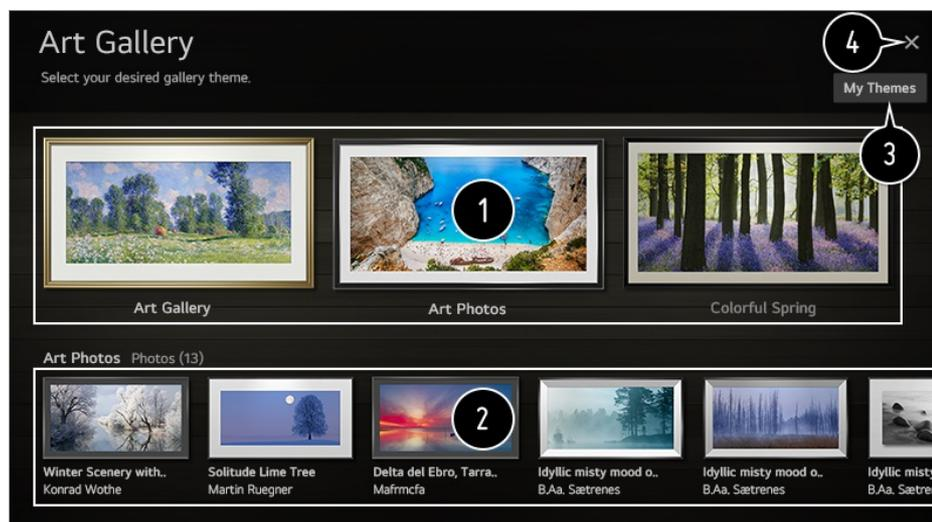 Art Gallery
4
Select your desired gallery theme.
My Themes
3
1
Art Gallery
Art Photos
Colorful Spring
Art Photos Photos (13)
2
Winter Scenery with.. Solitude Lime Tree Delta del Ebro, Tarra.. Idyllic misty mood o.. Idyllic misty mood o.. Idyllic misty
Konrad Wothe Martin Ruegner Mafrmcfa B.Aa. Sætrenes B.Aa. Sætrenes B.Aa. Sætre